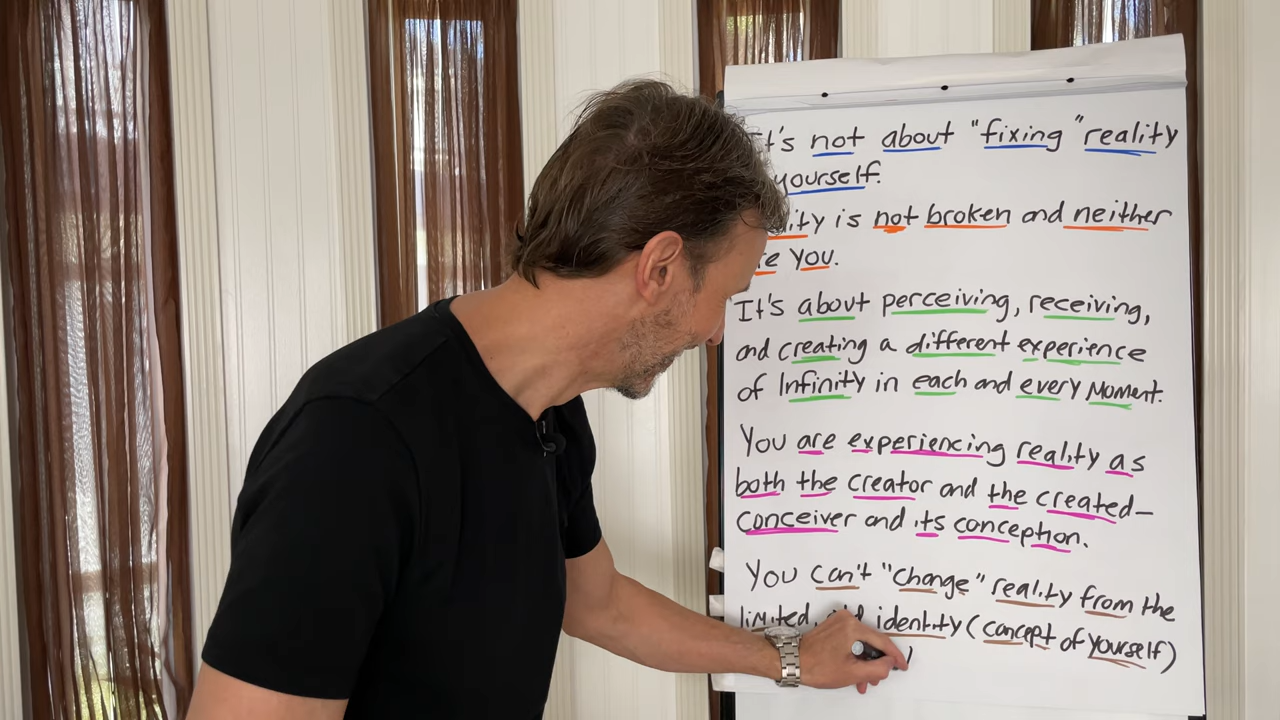 It's not about "fixing" reality
yourself.
is not broken and neither
You.
It's about perceiving, receiving,
and creating a different experience
of Infinity in each and every Moment.
You are experiencing reality as
both the creator and the created-
conceiver and its conception.
You can't "change" reality from the
limited, identity (concept of yourself)